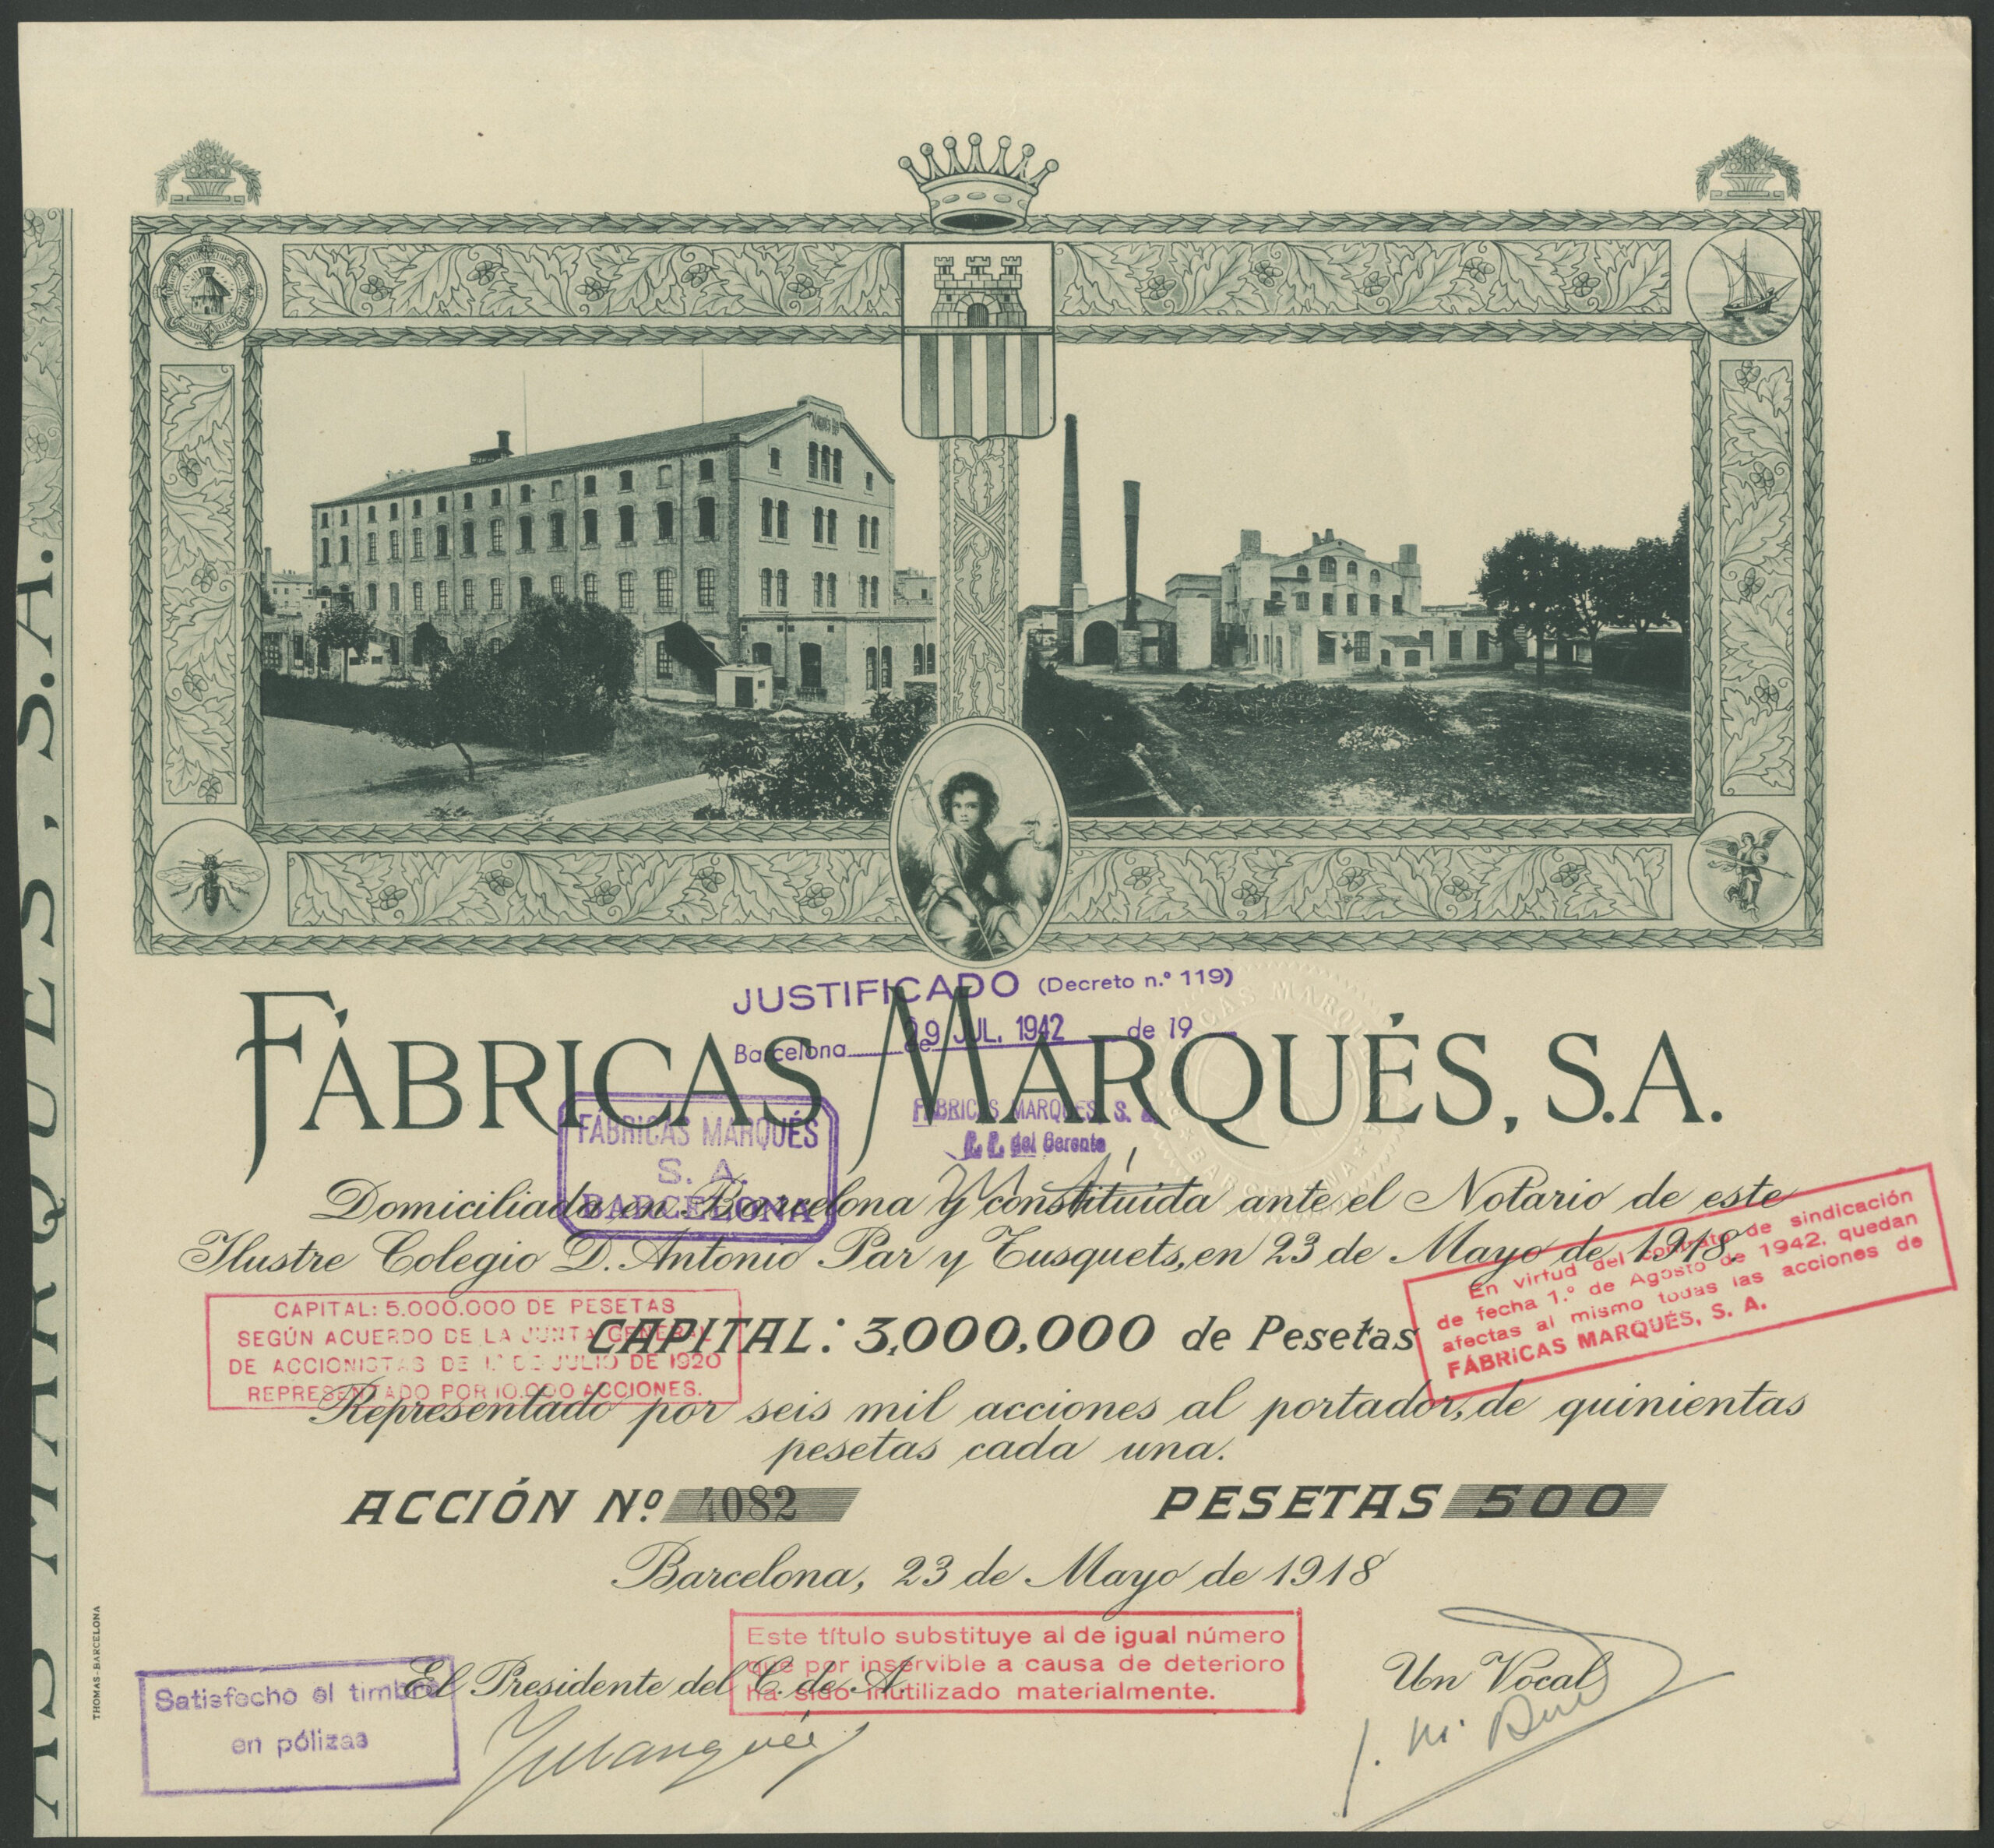 FÁBRICAS MARQUÉS, S.A.
JUSTIFICADO (Decreto n.º 119)
Barcelona de 29 JUL. 1942 de 19
FÁBRICAS MARQUÉS
S. A.
BARCELONA
FÁBRICAS MARQUÉS, S. A.
P. P. del Gerente
Domiciliada en Barcelona y constituída ante el Notario de este
Ilustre Colegio D. Antonio Par y Tusquets, en 23 de Mayo de 1918
En virtud del contrato de sindicación
de fecha 1.º de Agosto de 1942, quedan
afectas al mismo todas las acciones de
FÁBRICAS MARQUÉS, S. A.
CAPITAL: 5.000.000 DE PESETAS
SEGÚN ACUERDO DE LA JUNTA GENERAL
DE ACCIONISTAS DE 1º DE JULIO DE 1920
REPRESENTADO POR 10.000 ACCIONES.
CAPITAL: 3,000,000 de Pesetas
Representado por seis mil acciones al portador, de quinientas
pesetas cada una.
ACCIÓN Nº 4082
PESETAS 500
Barcelona, 23 de Mayo de 1918
Este título substituye al de igual número
que por inservible a causa de deterioro
ha sido inutilizado materialmente.
El Presidente del C. de A.
Un Vocal
Satisfecho el timbre
en pólizas
THOMAS-BARCELONA
AS MARQUÉS, S.A.